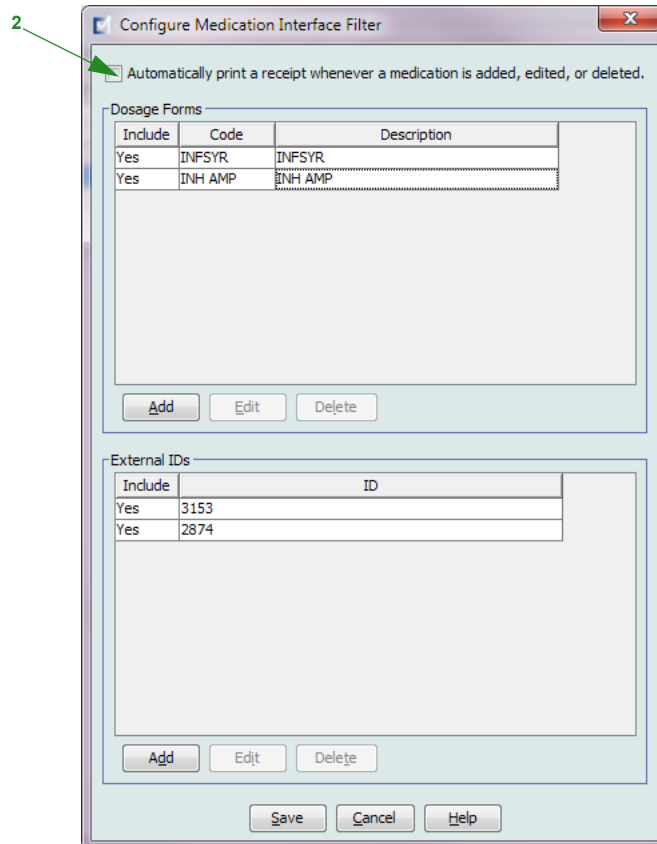 2
Configure Medication Interface Filter
Automatically print a receipt whenever a medication is added, edited, or deleted.
Dosage Forms
Include Code Description
Yes INFSYR INFSYR
Yes INH AMP INH AMP
Add Edit Delete
External IDs
Include ID
Yes 3153
Yes 2874
Add Edit Delete
Save Cancel Help